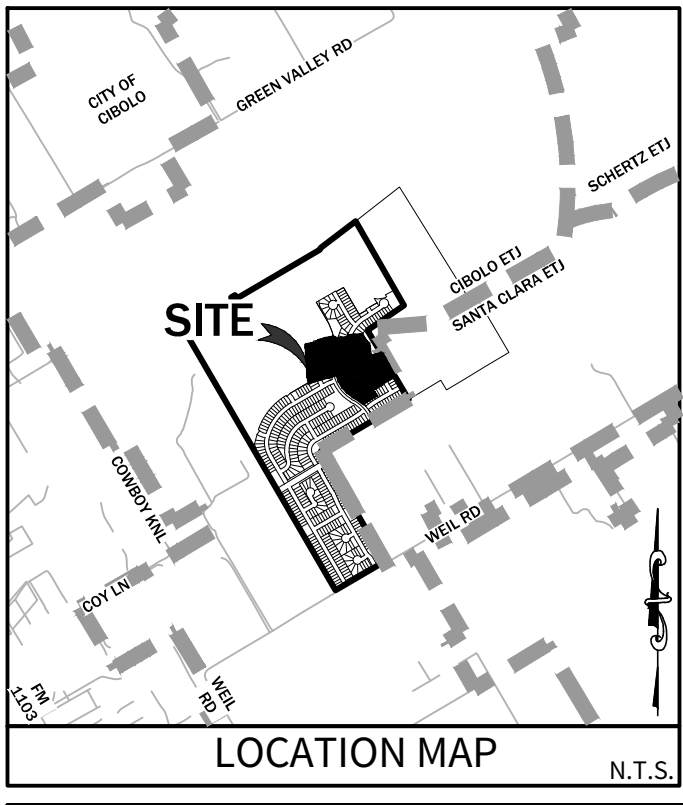 CITY OF
CIBOLO
GREEN VALLEY RD
SCHERTZ ETJ
CIBOLO ETJ
SANTA CLARA ETJ
SITE
COWBOY KNL
WEIL RD
COY LN
WEIL
RD
FM
1103
LOCATION MAP
N.T.S.